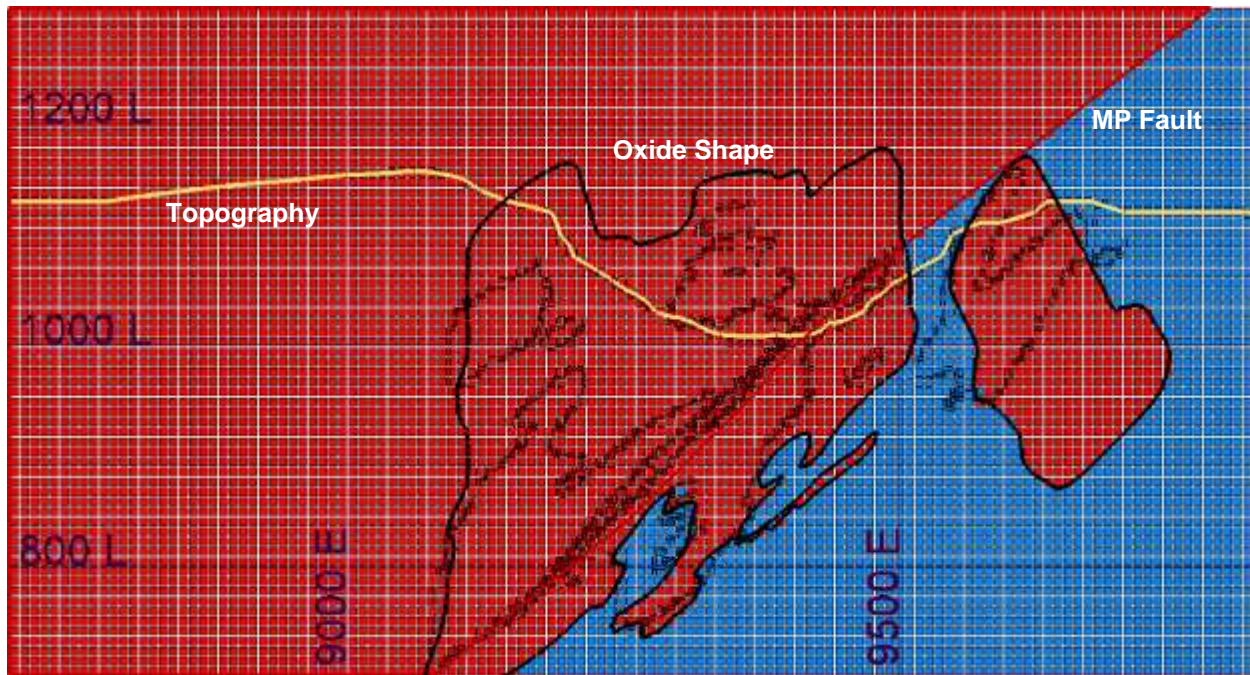 1200 L
MP Fault
Oxide Shape
Topography
1000 L
800 L
9000 E
9500 E